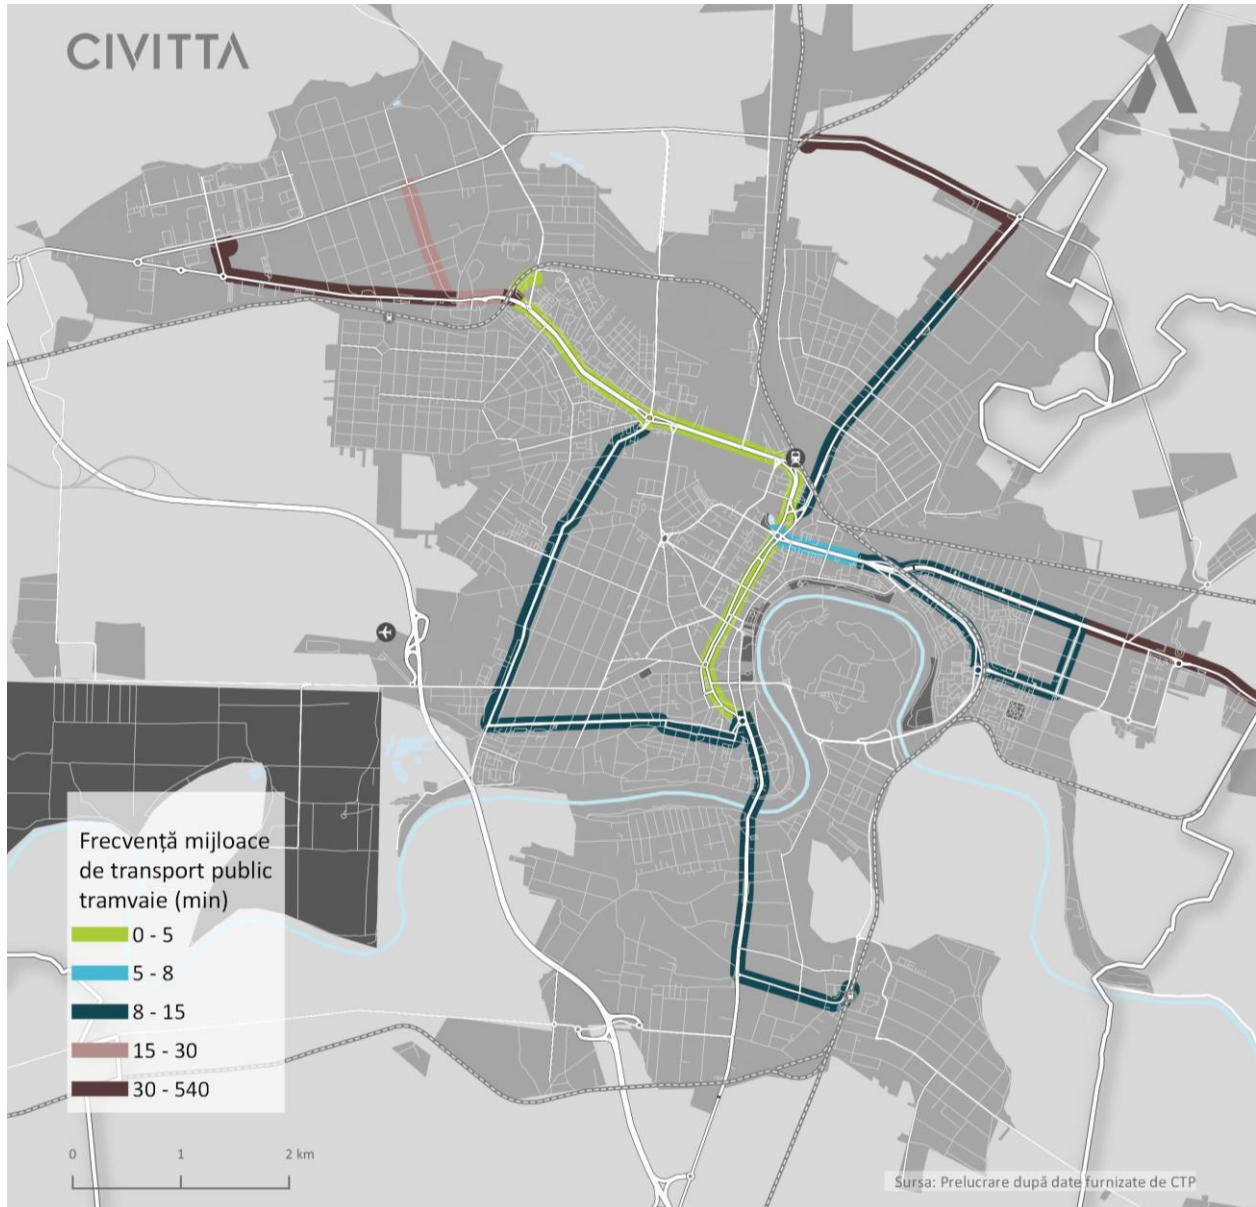 CIVITTA
Frecvență mijloace
de transport public
tramvaie (min)
0 - 5
5 - 8
8 - 15
15 - 30
30 - 540
0 1 2 km
Sursa: Prelucrare după date furnizate de CTP